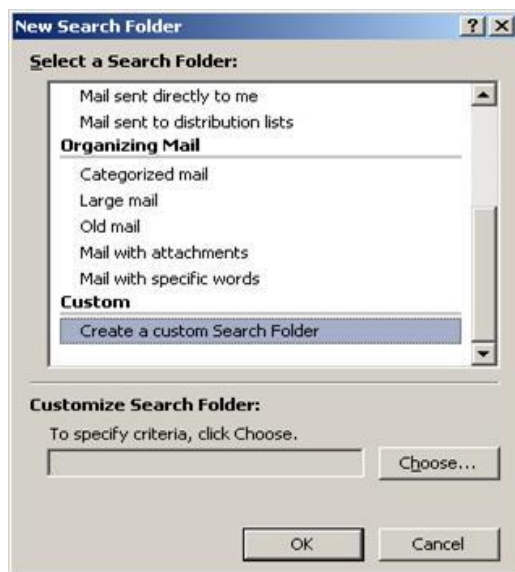 New Search Folder
Select a Search Folder:
Mail sent directly to me
Mail sent to distribution lists
Organizing Mail
Categorized mail
Large mail
Old mail
Mail with attachments
Mail with specific words
Custom
Create a custom Search Folder
Customize Search Folder:
To specify criteria, click Choose.
Choose...
OK Cancel